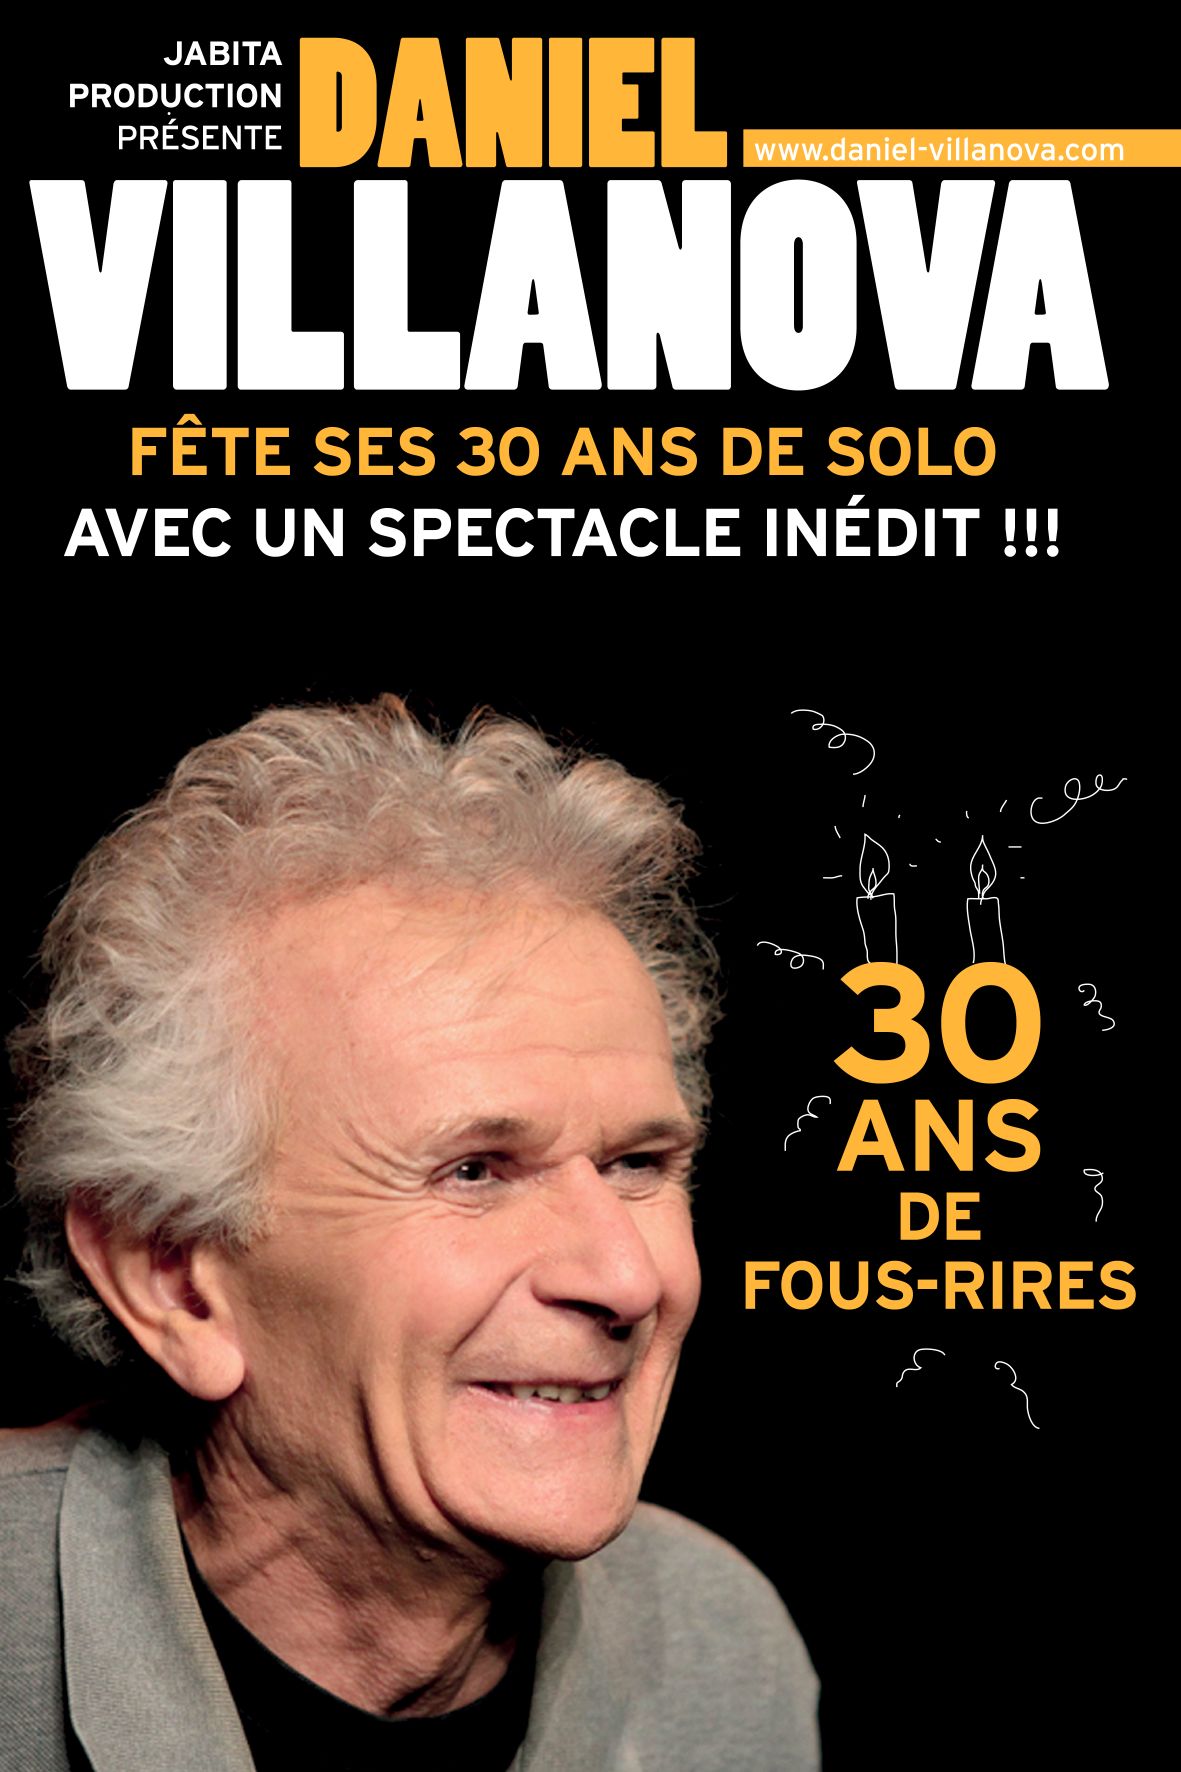 JABITA
PRODUCTION
PRÉSENTE
DANIEL
www.daniel-villanova.com
VILLANOVA
FÊTE SES 30 ANS DE SOLO
AVEC UN SPECTACLE INÉDIT !!!
30
ANS
DE
FOUS-RIRES